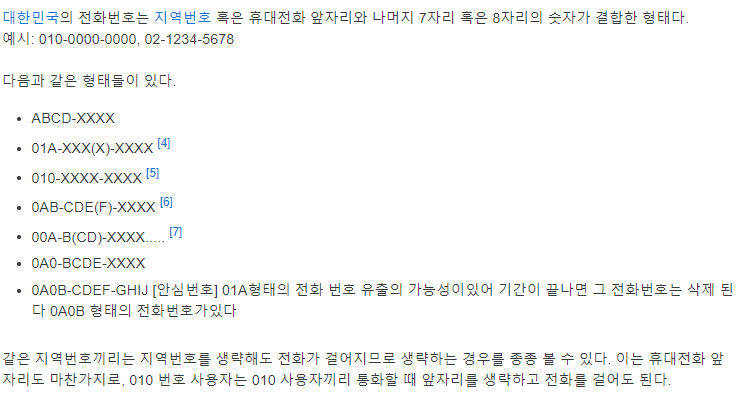 대한민국의 전화번호는 지역번호 혹은 휴대전화 앞자리와 나머지 7자리 혹은 8자리의 숫자가 결합한 형태다.
예시: 010-0000-0000, 02-1234-5678
다음과 같은 형태들이 있다.
• ABCD-XXXX
• 01A-XXX(X)-XXXX [4]
• 010-XXXX-XXXX [5]
• 0AB-CDE(F)-XXXX [6]
• 00A-B(CD)-XXXX..... [7]
• 0A0-BCDE-XXXX
• 0A0B-CDEF-GHIJ [안심번호] 01A형태의 전화 번호 유출의 가능성이있어 기간이 끝나면 그 전화번호는 삭제 된
다 0A0B 형태의 전화번호가있다
같은 지역번호끼리는 지역번호를 생략해도 전화가 걸어지므로 생략하는 경우를 종종 볼 수 있다. 이는 휴대전화 앞
자리도 마찬가지로, 010 번호 사용자는 010 사용자끼리 통화할 때 앞자리를 생략하고 전화를 걸어도 된다.